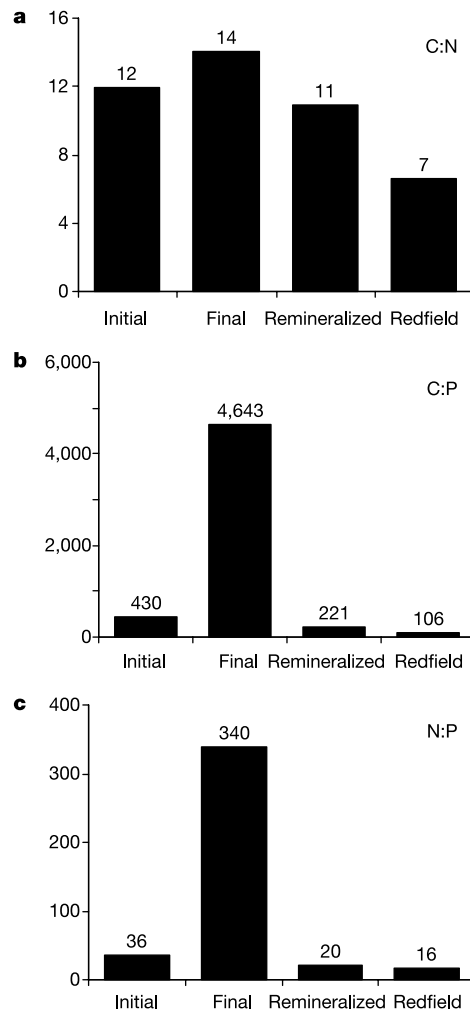 a
C:N
16
12
8
4
0
12
14
11
7
Initial Final Remineralized Redfield
b
C:P
6,000
4,000
2,000
0
430
4,643
221
106
Initial Final Remineralized Redfield
c
N:P
400
300
200
100
0
36
340
20
16
Initial Final Remineralized Redfield